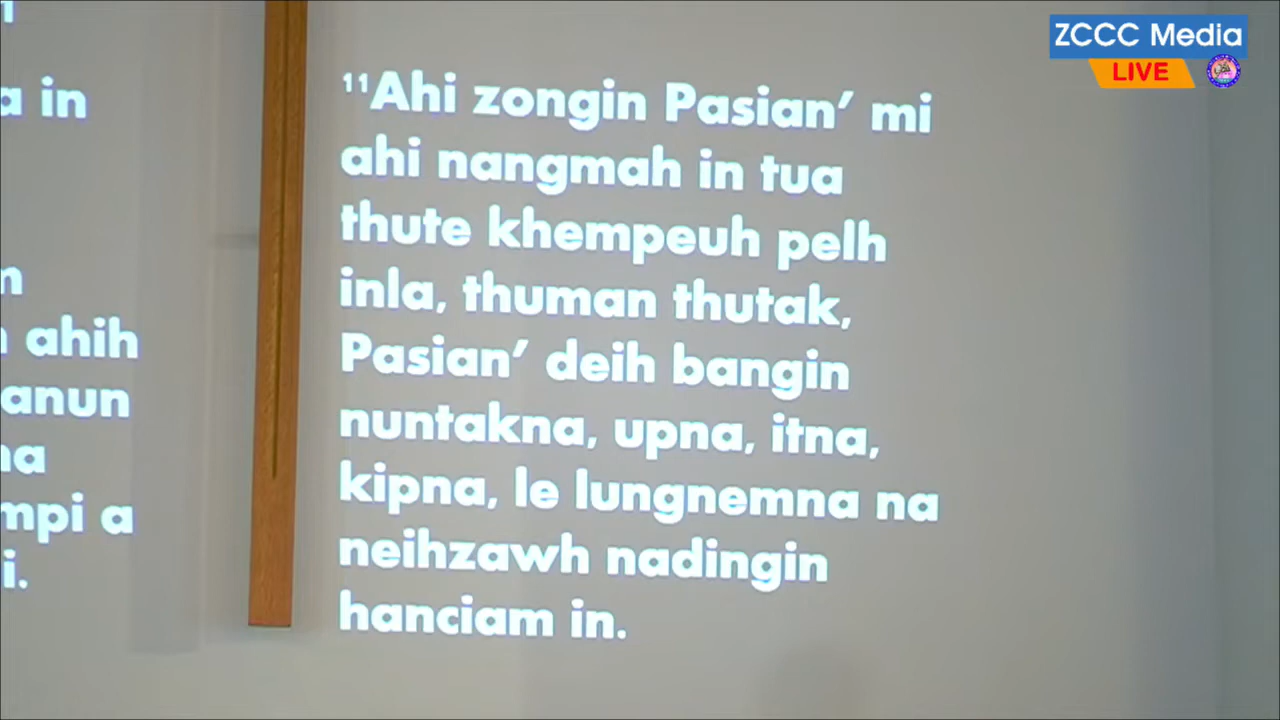 ZCCC Media
LIVE
a in
ahih
anun
mpi a
i.
¹¹Ahi zongin Pasian’ mi
ahi nangmah in tua
thute khempeuh pelh
inla, thuman thutak,
Pasian’ deih bangin
nuntakna, upna, itna,
kipna, le lungnemna na
neihzawh nadingin
hanciam in.